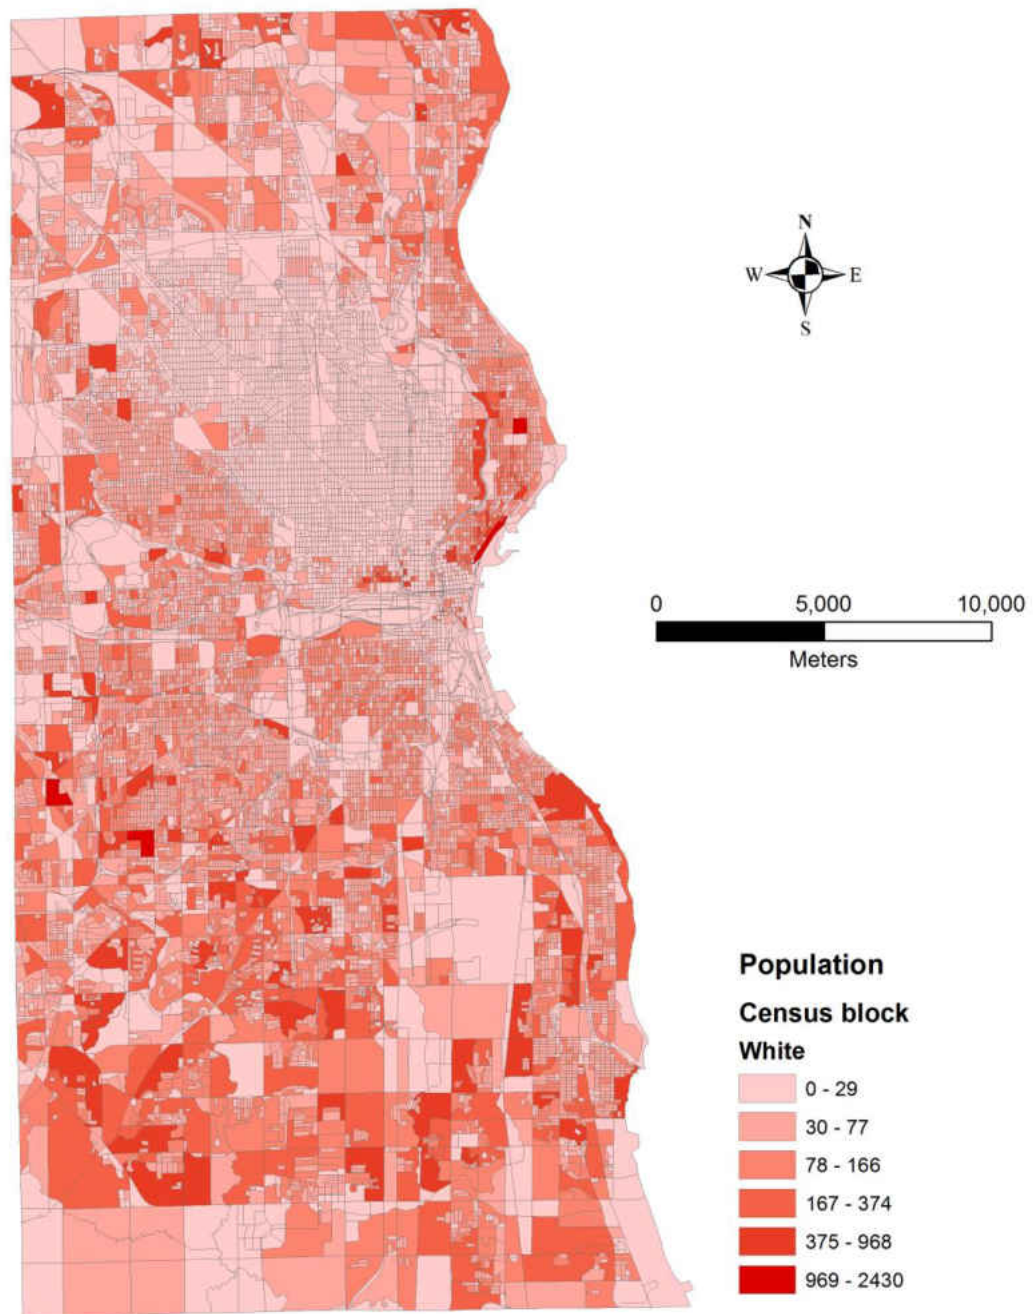 N
W E
S
0 5,000 10,000
Meters
Population
Census block
White
0 - 29
30 - 77
78 - 166
167 - 374
375 - 968
969 - 2430